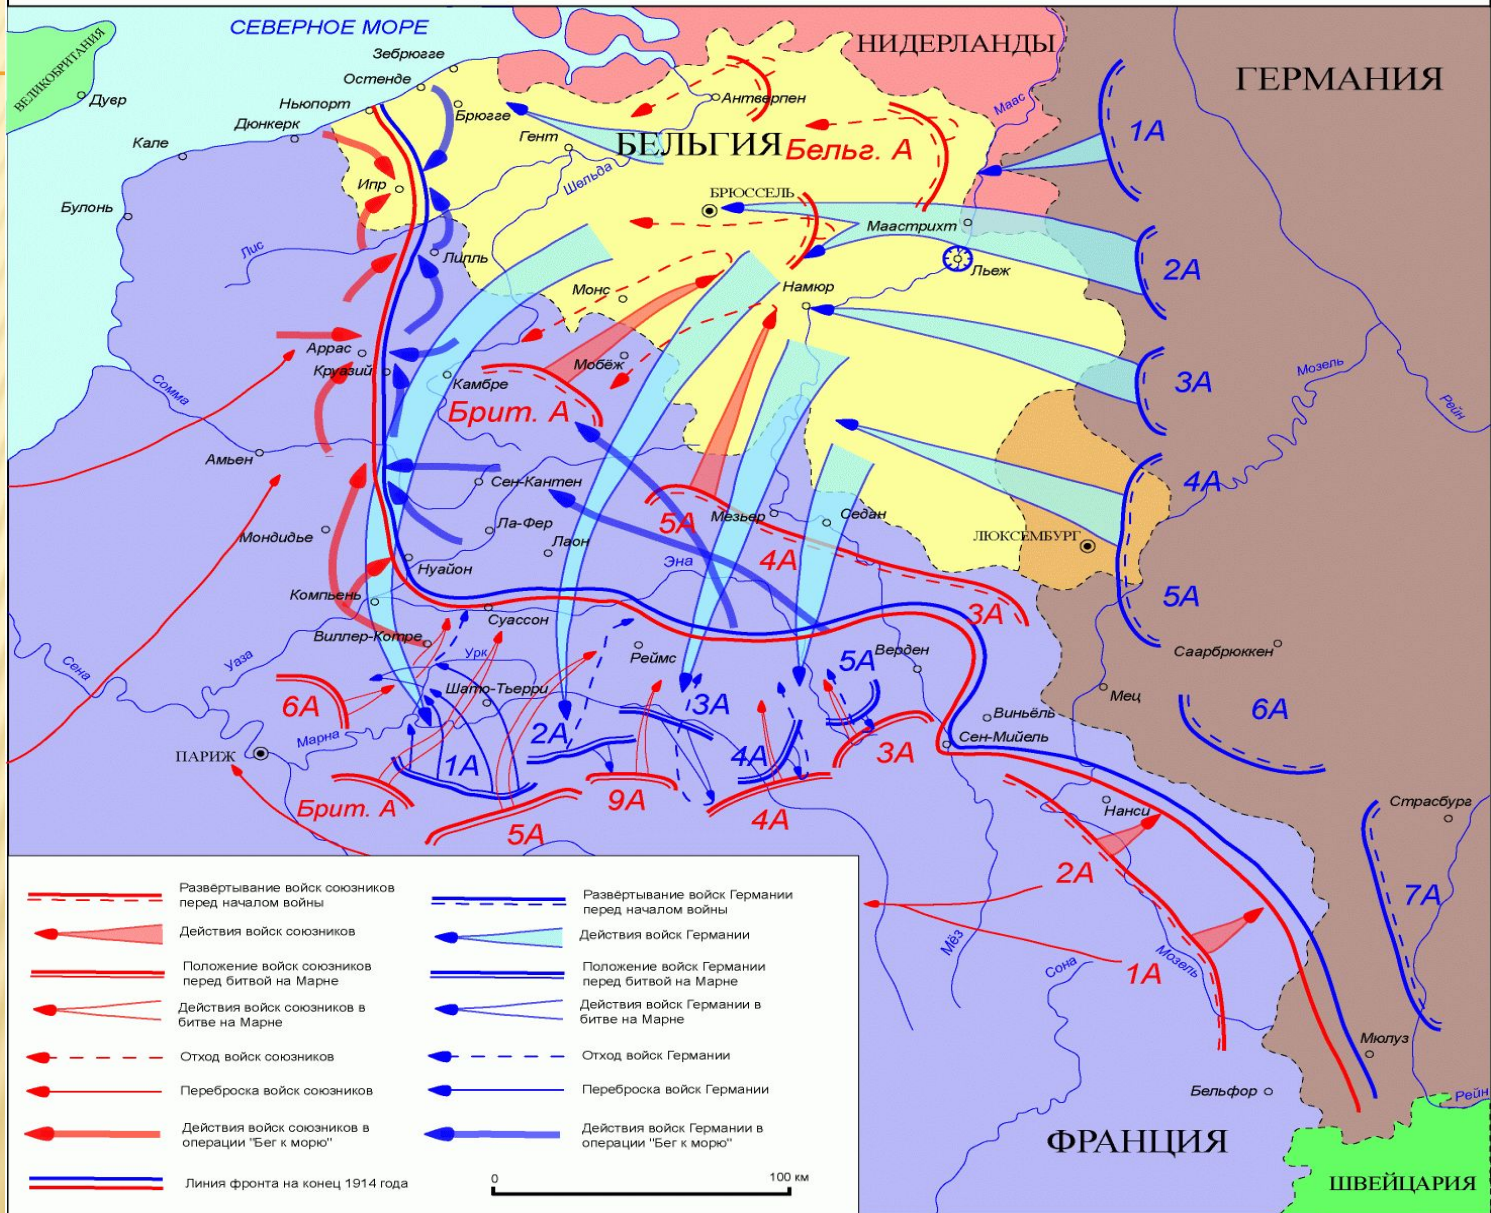 СЕВЕРНОЕ МОРЕ
НИДЕРЛАНДЫ
ГЕРМАНИЯ
ВЕЛИКОБРИТАНИЯ
Дувр
Зебрюгге
Остенде
Ньюпорт
Дюнкерк
Кале
Булонь
Брюгге
Гент
Антверпен
БЕЛЬГИЯ
Бельг. А
Маас
1А
Ипр
Шельда
БРЮССЕЛЬ
Маастрихт
Льеж
2А
Лис
Липль
Монс
Намюр
3А
Мозель
Рейн
Аррас
Круазий
Камбре
Мобёж
Брит. А
Сомма
Амьен
Сен-Кантен
4А
5А
Мезьер
Седан
4А
ЛЮКСЕМБУРГ
Мондидье
Ла-Фер
Лаон
Нуайон
Эна
3А
5А
Компьень
Суассон
Виллер-Котре
Урк
Реймс
Верден
5А
Саарбрюккен
Сена
Уаза
Шато-Тьерри
Мец
6А
6А
3А
2А
4А
3А
Виньёль
Сен-Мийель
Марна
ПАРИЖ
1А
Брит. А
5А
9А
4А
Нанси
Страсбург
2А
7А
Мёз
Сона
Мозель
1А
Мюлуз
Бельфор
Рейн
ФРАНЦИЯ
ШВЕЙЦАРИЯ
Развёртывание войск союзников
перед началом войны
Действия войск союзников
Положение войск союзников
перед битвой на Марне
Действия войск союзников в
битве на Марне
Отход войск союзников
Переброска войск союзников
Действия войск союзников в
операции "Бег к морю"
Линия фронта на конец 1914 года
Развёртывание войск Германии
перед началом войны
Действия войск Германии
Положение войск Германии
перед битвой на Марне
Действия войск Германии в
битве на Марне
Отход войск Германии
Переброска войск Германии
Действия войск Германии в
операции "Бег к морю"
0
100 км